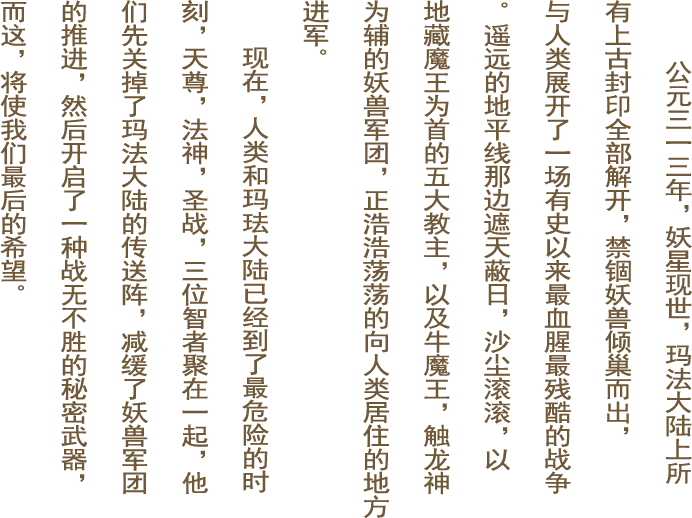 公元三一三年，妖星现世，玛法大陆上所
有上古封印全部解开，禁锢妖兽倾巢而出，
与人类展开了一场有史以来最血腥最残酷的战争
。遥远的地平线那边遮天蔽日，沙尘滚滚，以
地藏魔王为首的五大教主，以及牛魔王，触龙神
为辅的妖兽军团，正浩浩荡荡的向人类居住的地方
进军。
现在，人类和玛珐大陆已经到了最危险的时
刻，天尊，法神，圣战，三位智者聚在一起，他
们先关掉了玛法大陆的传送阵，减缓了妖兽军团
的推进，然后开启了一种战无不胜的秘密武器，
而这，将使我们最后的希望。